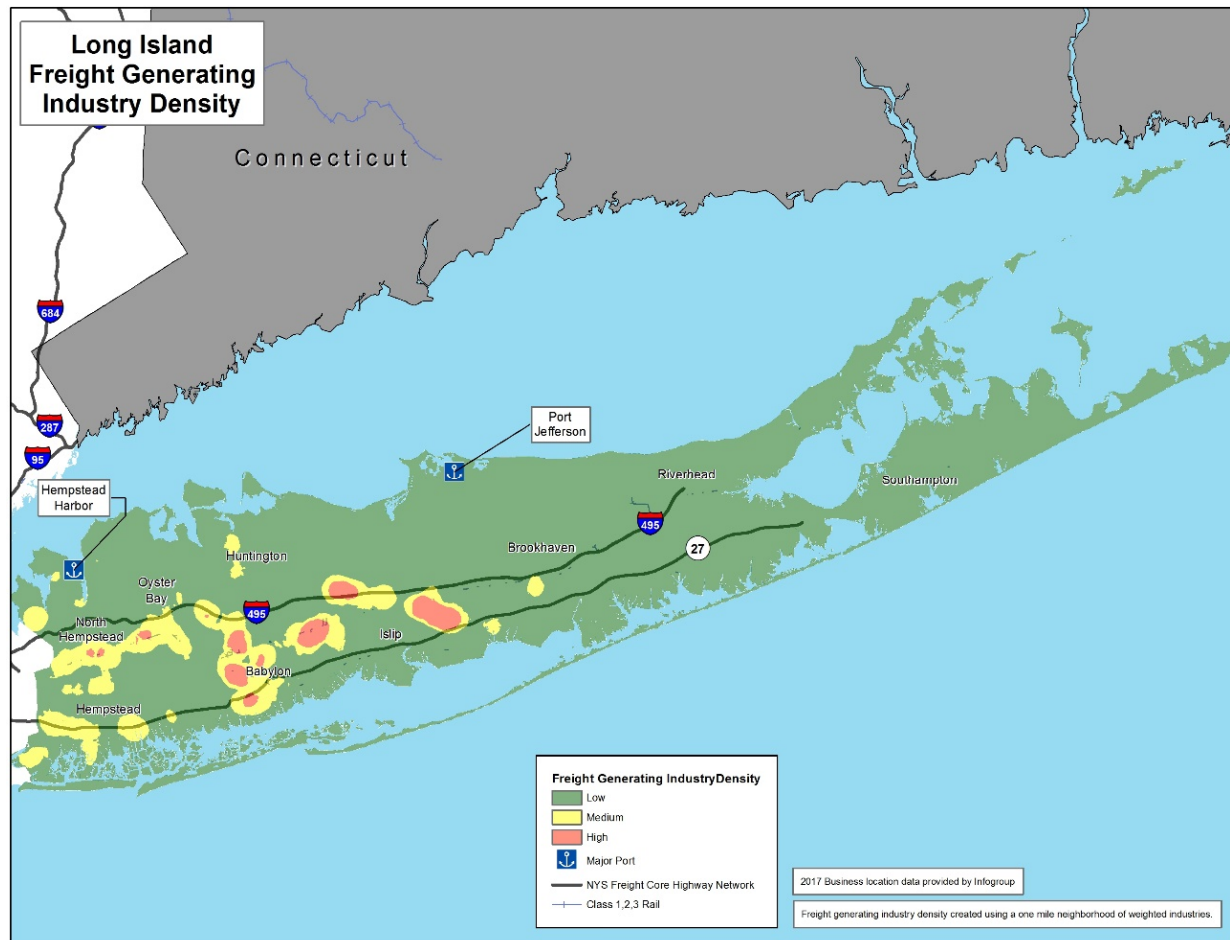 Long Island
Freight Generating
Industry Density
Connecticut
684
287
95
Port
Jefferson
Hempstead
Harbor
Riverhead
Southampton
495
Brookhaven
27
Huntington
Oyster
Bay
495
North
Hempstead
Islip
Babylon
Hempstead
Freight Generating IndustryDensity
Low
Medium
High
Major Port
NYS Freight Core Highway Network
Class 1,2,3 Rail
2017 Business location data provided by Infogroup
Freight generating industry density created using a one mile neighborhood of weighted industries.